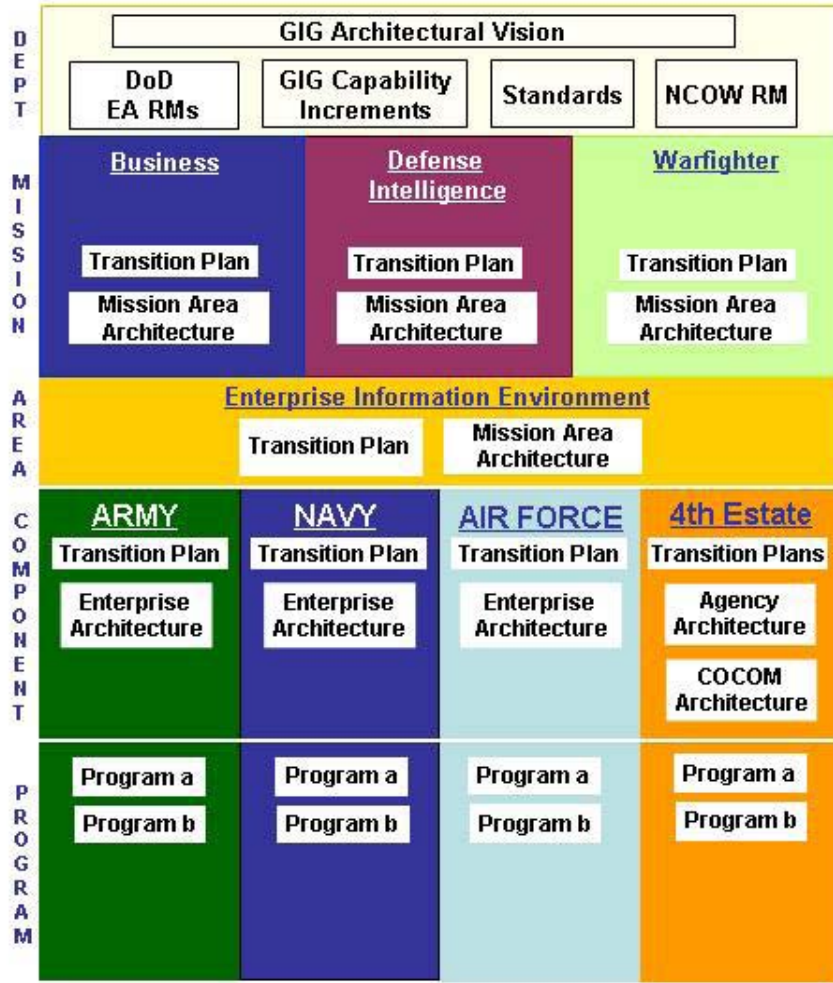 DEPT
GIG Architectural Vision
DoD
EA RMs
GIG Capability
Increments
Standards
NCOW RM
MISSION
Business
Defense
Intelligence
Warfighter
Transition Plan
Transition Plan
Transition Plan
Mission Area
Architecture
Mission Area
Architecture
Mission Area
Architecture
AREA
Enterprise Information Environment
Transition Plan
Mission Area
Architecture
COMPONENT
ARMY
NAVY
AIR FORCE
4th Estate
Transition Plan
Transition Plan
Transition Plan
Transition Plans
Enterprise
Architecture
Enterprise
Architecture
Enterprise
Architecture
Agency
Architecture
COCOM
Architecture
PROGRAM
Program a
Program a
Program a
Program a
Program b
Program b
Program b
Program b